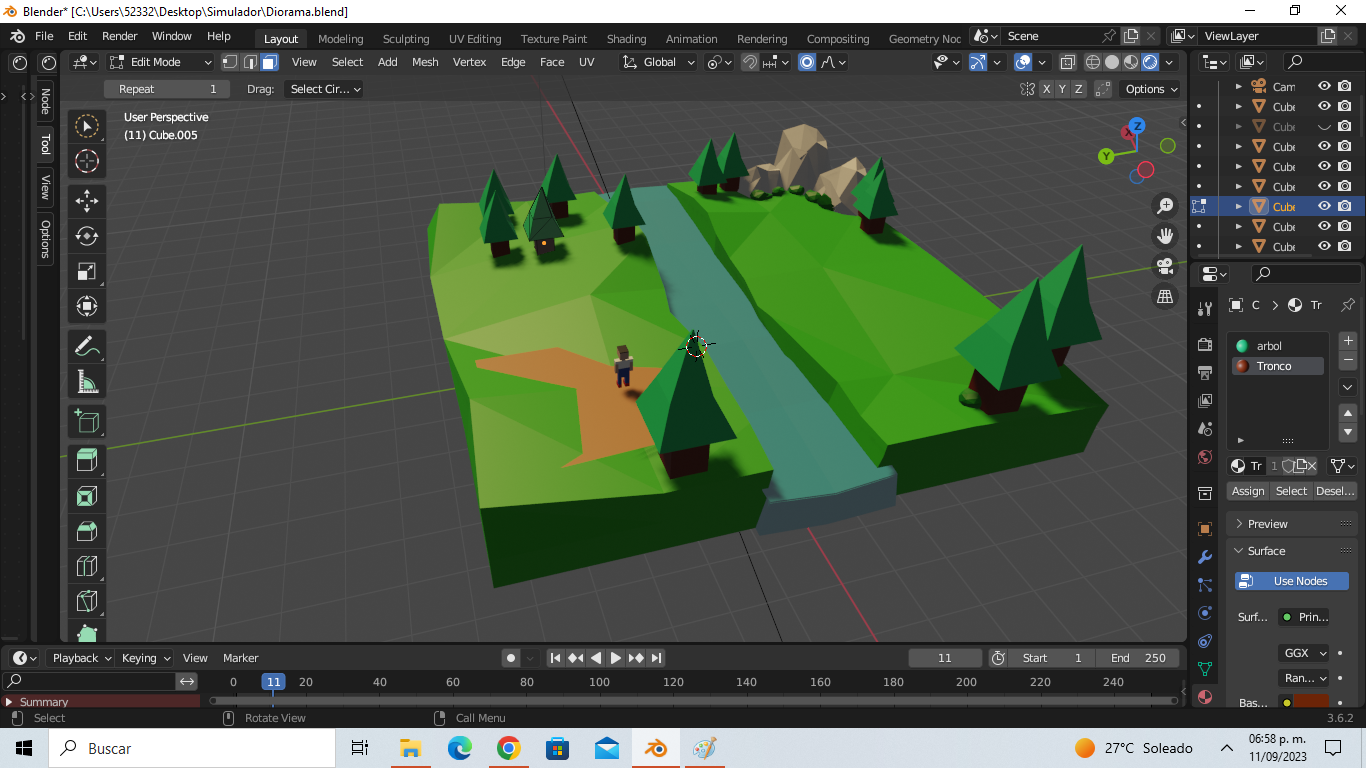 Blender* [C:\Users\52332\Desktop\Simulador\Diorama.blend]
File Edit Render Window Help Layout Modeling Sculpting UV Editing Texture Paint Shading Animation Rendering Compositing Geometry Noc Scene ViewLayer
Edit Mode View Select Add Mesh Vertex Edge Face UV Global
Repeat 1 Drag: Select Cir... X Y Z Options
Node
Tool
View
Options
User Perspective
(11) Cube.005
Z
X
Y
Cam
Cube
Cube
Cube
Cube
Cube
Cube
Cube
Cube
C > Tr
arbol
Tronco
Tr 1
Assign Select Desel...
Preview
Surface
Use Nodes
Surf... Prin...
GGX
Ran...
Bas...
Playback Keying View Marker 11 Start 1 End 250
0 11 20 40 60 80 100 120 140 160 180 200 220 240
Summary
Select Rotate View Call Menu 3.6.2
Buscar 27°C Soleado 06:58 p. m.
11/09/2023